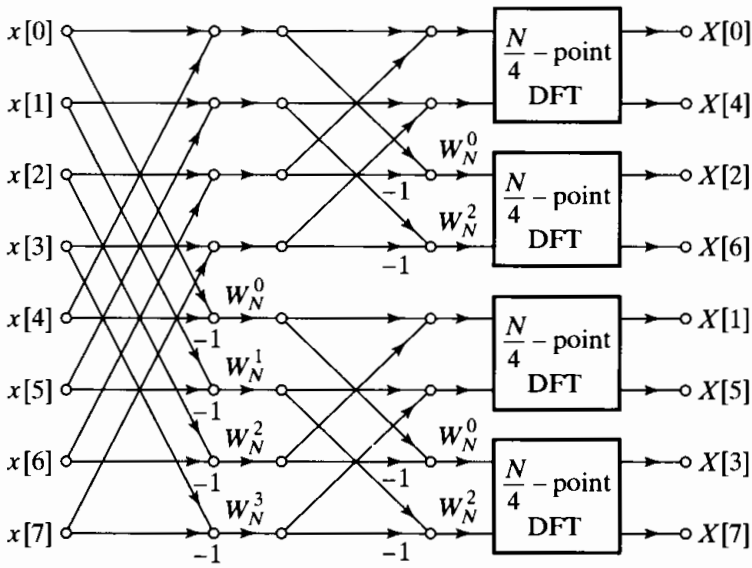 x[0]
x[1]
x[2]
x[3]
x[4]
x[5]
x[6]
x[7]
W_N^0
-1
W_N^1
-1
W_N^2
-1
W_N^3
-1
W_N^0
-1
W_N^2
-1
W_N^0
-1
W_N^2
-1
N/4 – point
DFT
N/4 – point
DFT
N/4 – point
DFT
N/4 – point
DFT
X[0]
X[4]
X[2]
X[6]
X[1]
X[5]
X[3]
X[7]